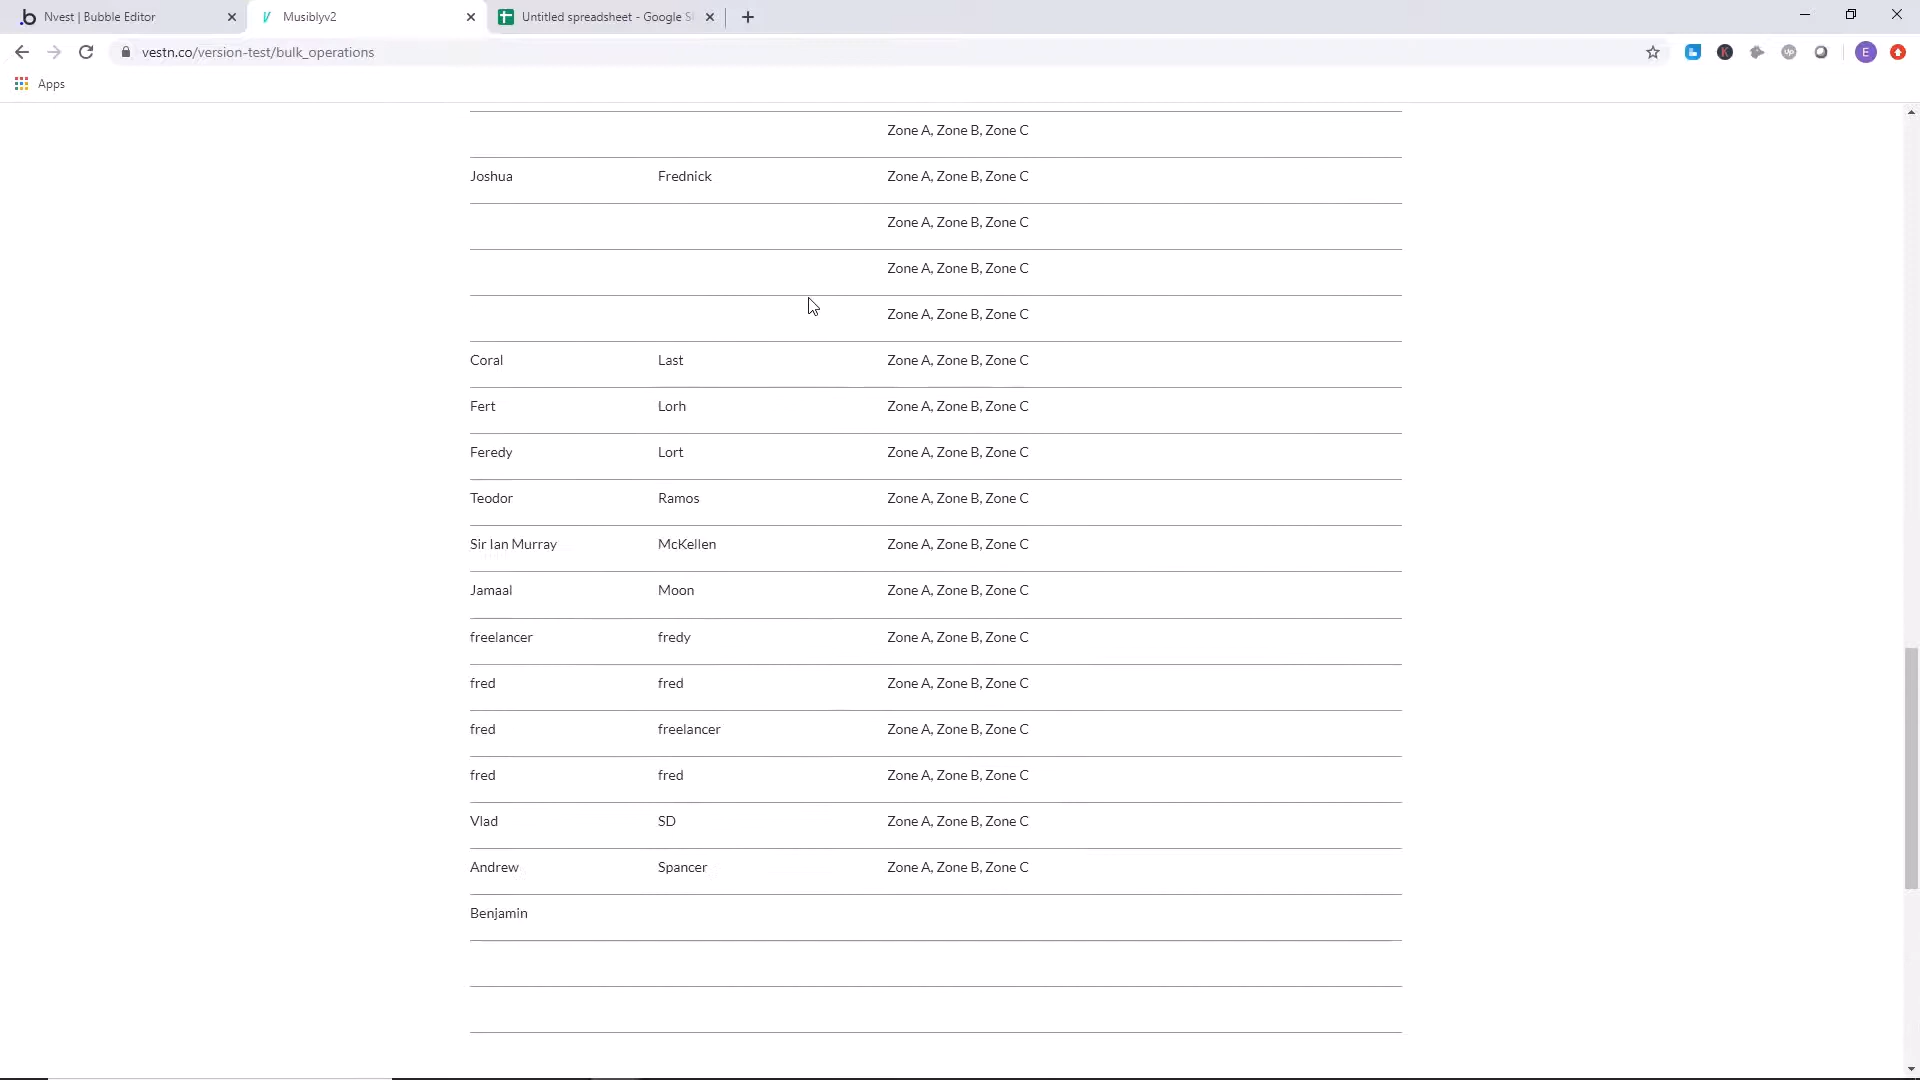 Nvest | Bubble Editor
Musiblyv2
Untitled spreadsheet - Google S
vestn.co/version-test/bulk_operations
E
Apps
Zone A, Zone B, Zone C
Joshua Frednick Zone A, Zone B, Zone C
Zone A, Zone B, Zone C
Zone A, Zone B, Zone C
Zone A, Zone B, Zone C
Coral Last Zone A, Zone B, Zone C
Fert Lorh Zone A, Zone B, Zone C
Feredy Lort Zone A, Zone B, Zone C
Teodor Ramos Zone A, Zone B, Zone C
Sir Ian Murray McKellen Zone A, Zone B, Zone C
Jamaal Moon Zone A, Zone B, Zone C
freelancer fredy Zone A, Zone B, Zone C
fred fred Zone A, Zone B, Zone C
fred freelancer Zone A, Zone B, Zone C
fred fred Zone A, Zone B, Zone C
Vlad SD Zone A, Zone B, Zone C
Andrew Spancer Zone A, Zone B, Zone C
Benjamin